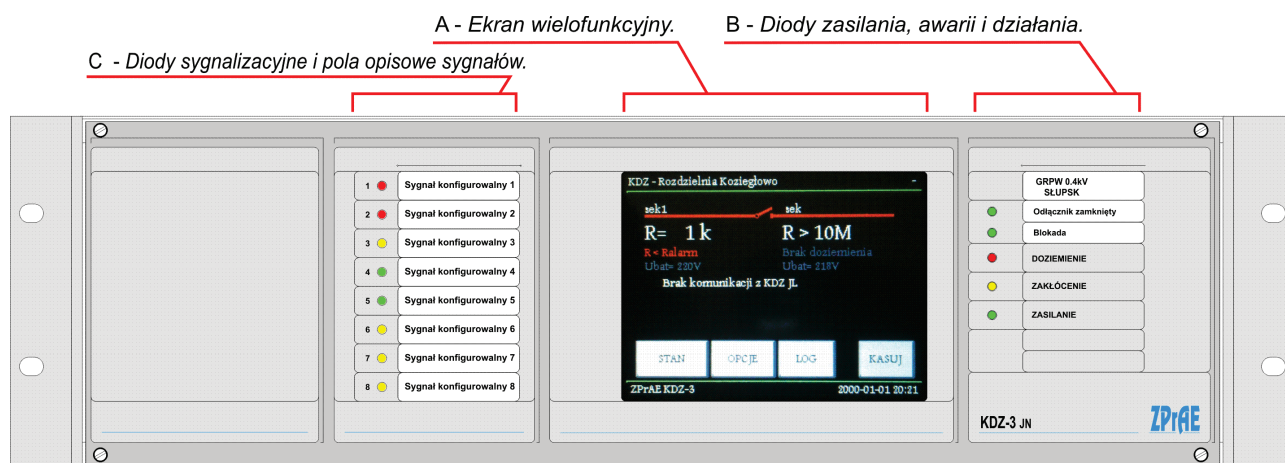 A - Ekran wielofunkcyjny.
B - Diody zasilania, awarii i działania.
C - Diody sygnalizacyjne i pola opisowe sygnałów.
1 Sygnał konfigurowalny 1
2 Sygnał konfigurowalny 2
3 Sygnał konfigurowalny 3
4 Sygnał konfigurowalny 4
5 Sygnał konfigurowalny 5
6 Sygnał konfigurowalny 6
7 Sygnał konfigurowalny 7
8 Sygnał konfigurowalny 8
KDZ - Rozdzielnia Koziegłowo -
sek1 sek
R= 1 k R > 10M
R < Ralarm Brak doziemienia
Ubat= 220V Ubat= 218V
Brak komunikacji z KDZ JL
STAN OPCJE LOG KASUJ
ZPrAE KDZ-3 2000-01-01 20:21
GRPW 0.4kV
SŁUPSK
Odłącznik zamknięty
Blokada
DOZIEMIENIE
ZAKŁÓCENIE
ZASILANIE
KDZ-3 JN
ZPrAE